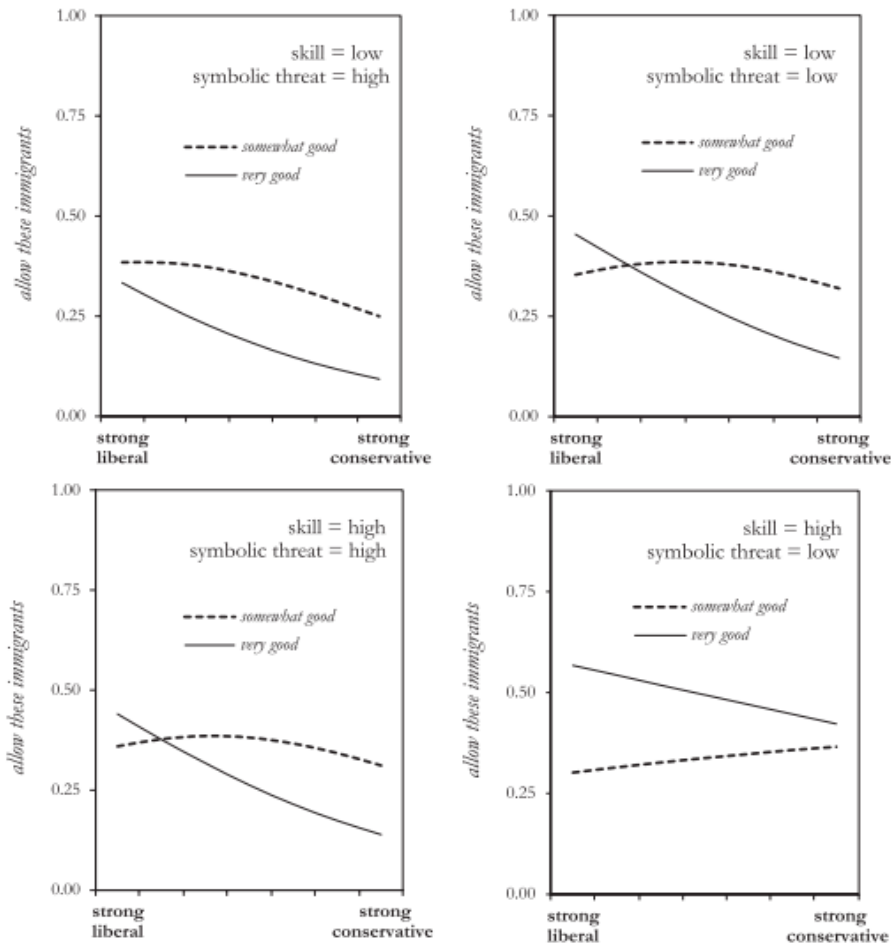 1.00
skill = low
symbolic threat = high
0.75
somewhat good
very good
allow these immigrants
0.50
0.25
0.00
strong
liberal
strong
conservative
1.00
skill = low
symbolic threat = low
0.75
somewhat good
very good
allow these immigrants
0.50
0.25
0.00
strong
liberal
strong
conservative
1.00
skill = high
symbolic threat = high
0.75
somewhat good
very good
allow these immigrants
0.50
0.25
0.00
strong
liberal
strong
conservative
1.00
skill = high
symbolic threat = low
0.75
somewhat good
very good
allow these immigrants
0.50
0.25
0.00
strong
liberal
strong
conservative